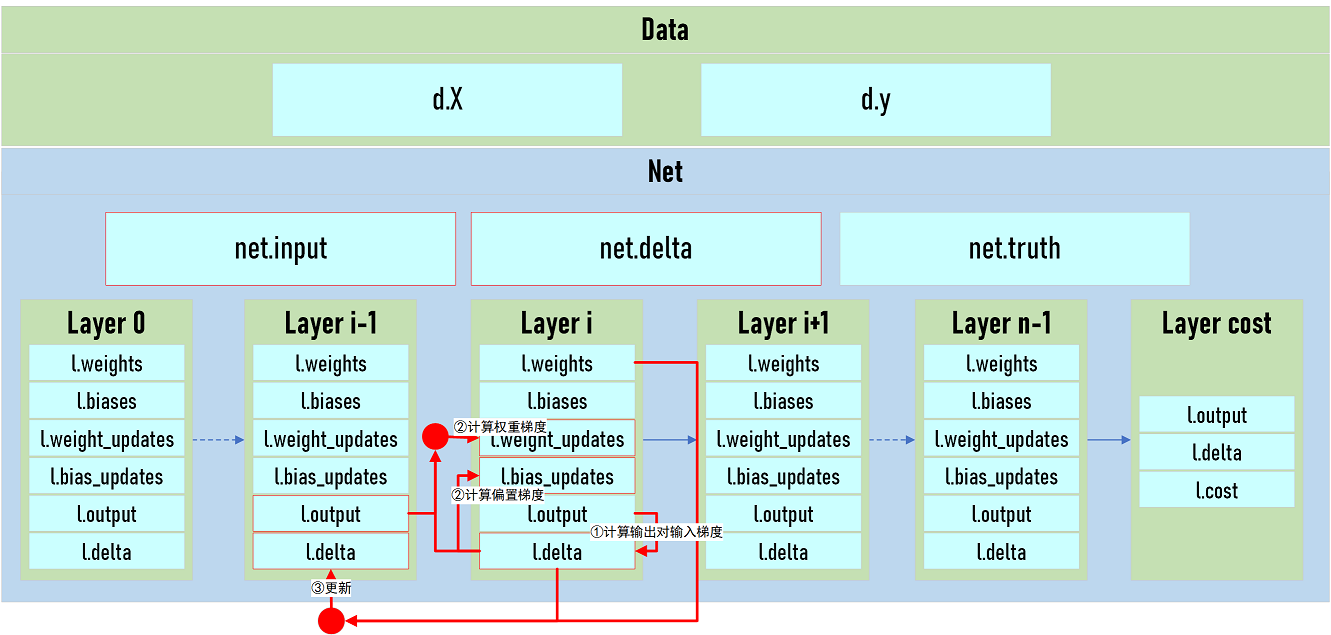 Data
d.X
d.y
Net
net.input
net.delta
net.truth
Layer 0
l.weights
l.biases
l.weight_updates
l.bias_updates
l.output
l.delta
Layer i-1
l.weights
l.biases
l.weight_updates
l.bias_updates
l.output
l.delta
③更新
Layer i
l.weights
l.biases
②计算权重梯度
l.weight_updates
l.bias_updates
②计算偏置梯度
l.output
①计算输出对输入梯度
l.delta
Layer i+1
l.weights
l.biases
l.weight_updates
l.bias_updates
l.output
l.delta
Layer n-1
l.weights
l.biases
l.weight_updates
l.bias_updates
l.output
l.delta
Layer cost
l.output
l.delta
l.cost